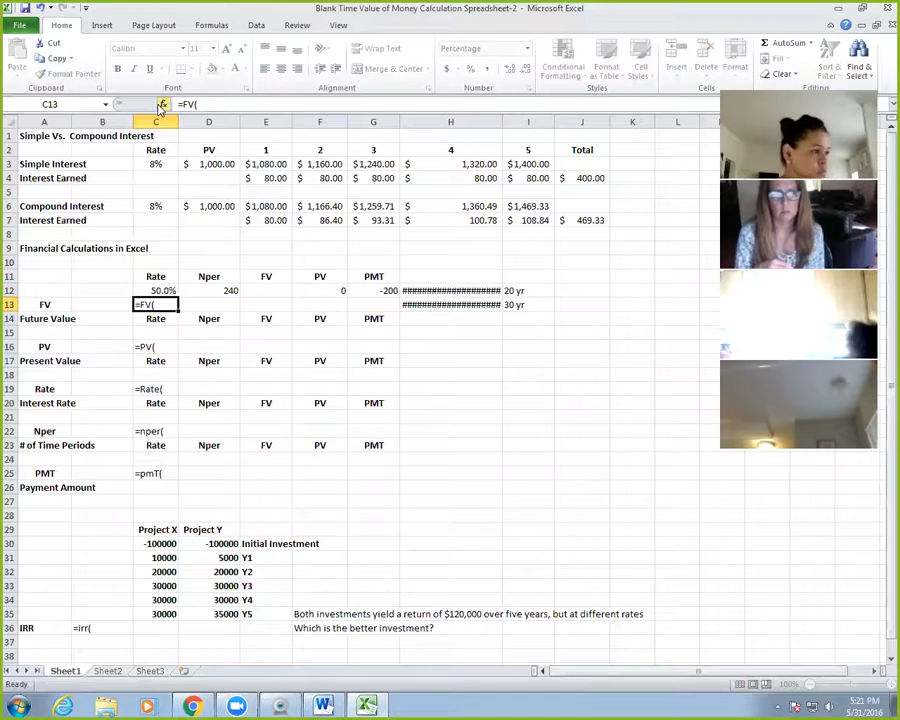 Blank Time Value of Money Calculation Spreadsheet-2 - Microsoft Excel
File Home Insert Page Layout Formulas Data Review View
Cut Calibri 11 A A Wrap Text Percentage AutoSum
Copy
Paste Format Painter B I U A Merge & Center $ % , Conditional Formatting Format as Table Cell Styles Insert Delete Format Clear Sort & Filter Find & Select
Clipboard Font Alignment Number Styles Cells Editing
C13 fx =FV(
A B C D E F G H I J K L
1 Simple Vs. Compound Interest
2 Rate PV 1 2 3 4 5 Total
3 Simple Interest 8% $ 1,000.00 $1,080.00 $1,160.00 $1,240.00 $ 1,320.00 $1,400.00
4 Interest Earned $ 80.00 $ 80.00 $ 80.00 $ 80.00 $ 80.00 $ 400.00
5
6 Compound Interest 8% $ 1,000.00 $1,080.00 $1,166.40 $1,259.71 $ 1,360.49 $1,469.33
7 Interest Earned $ 80.00 $ 86.40 $ 93.31 $ 100.78 $ 108.84 $ 469.33
8
9 Financial Calculations in Excel
10
11 Rate Nper FV PV PMT
12 50.0% 240 0 -200 #################### 20 yr
13 FV =FV( #################### 30 yr
14 Future Value Rate Nper FV PV PMT
15
16 PV =PV(
17 Present Value Rate Nper FV PV PMT
18
19 Rate =Rate(
20 Interest Rate Rate Nper FV PV PMT
21
22 Nper =nper(
23 # of Time Periods Rate Nper FV PV PMT
24
25 PMT =pmT(
26 Payment Amount
27
28
29 Project X Project Y
30 -100000 -100000 Initial Investment
31 10000 5000 Y1
32 20000 20000 Y2
33 30000 30000 Y3
34 30000 30000 Y4
35 30000 35000 Y5 Both investments yield a return of $120,000 over five years, but at different rates
36 IRR =irr( Which is the better investment?
37
38
Sheet1 Sheet2 Sheet3
Ready 100%
5:21 PM
5/31/2016